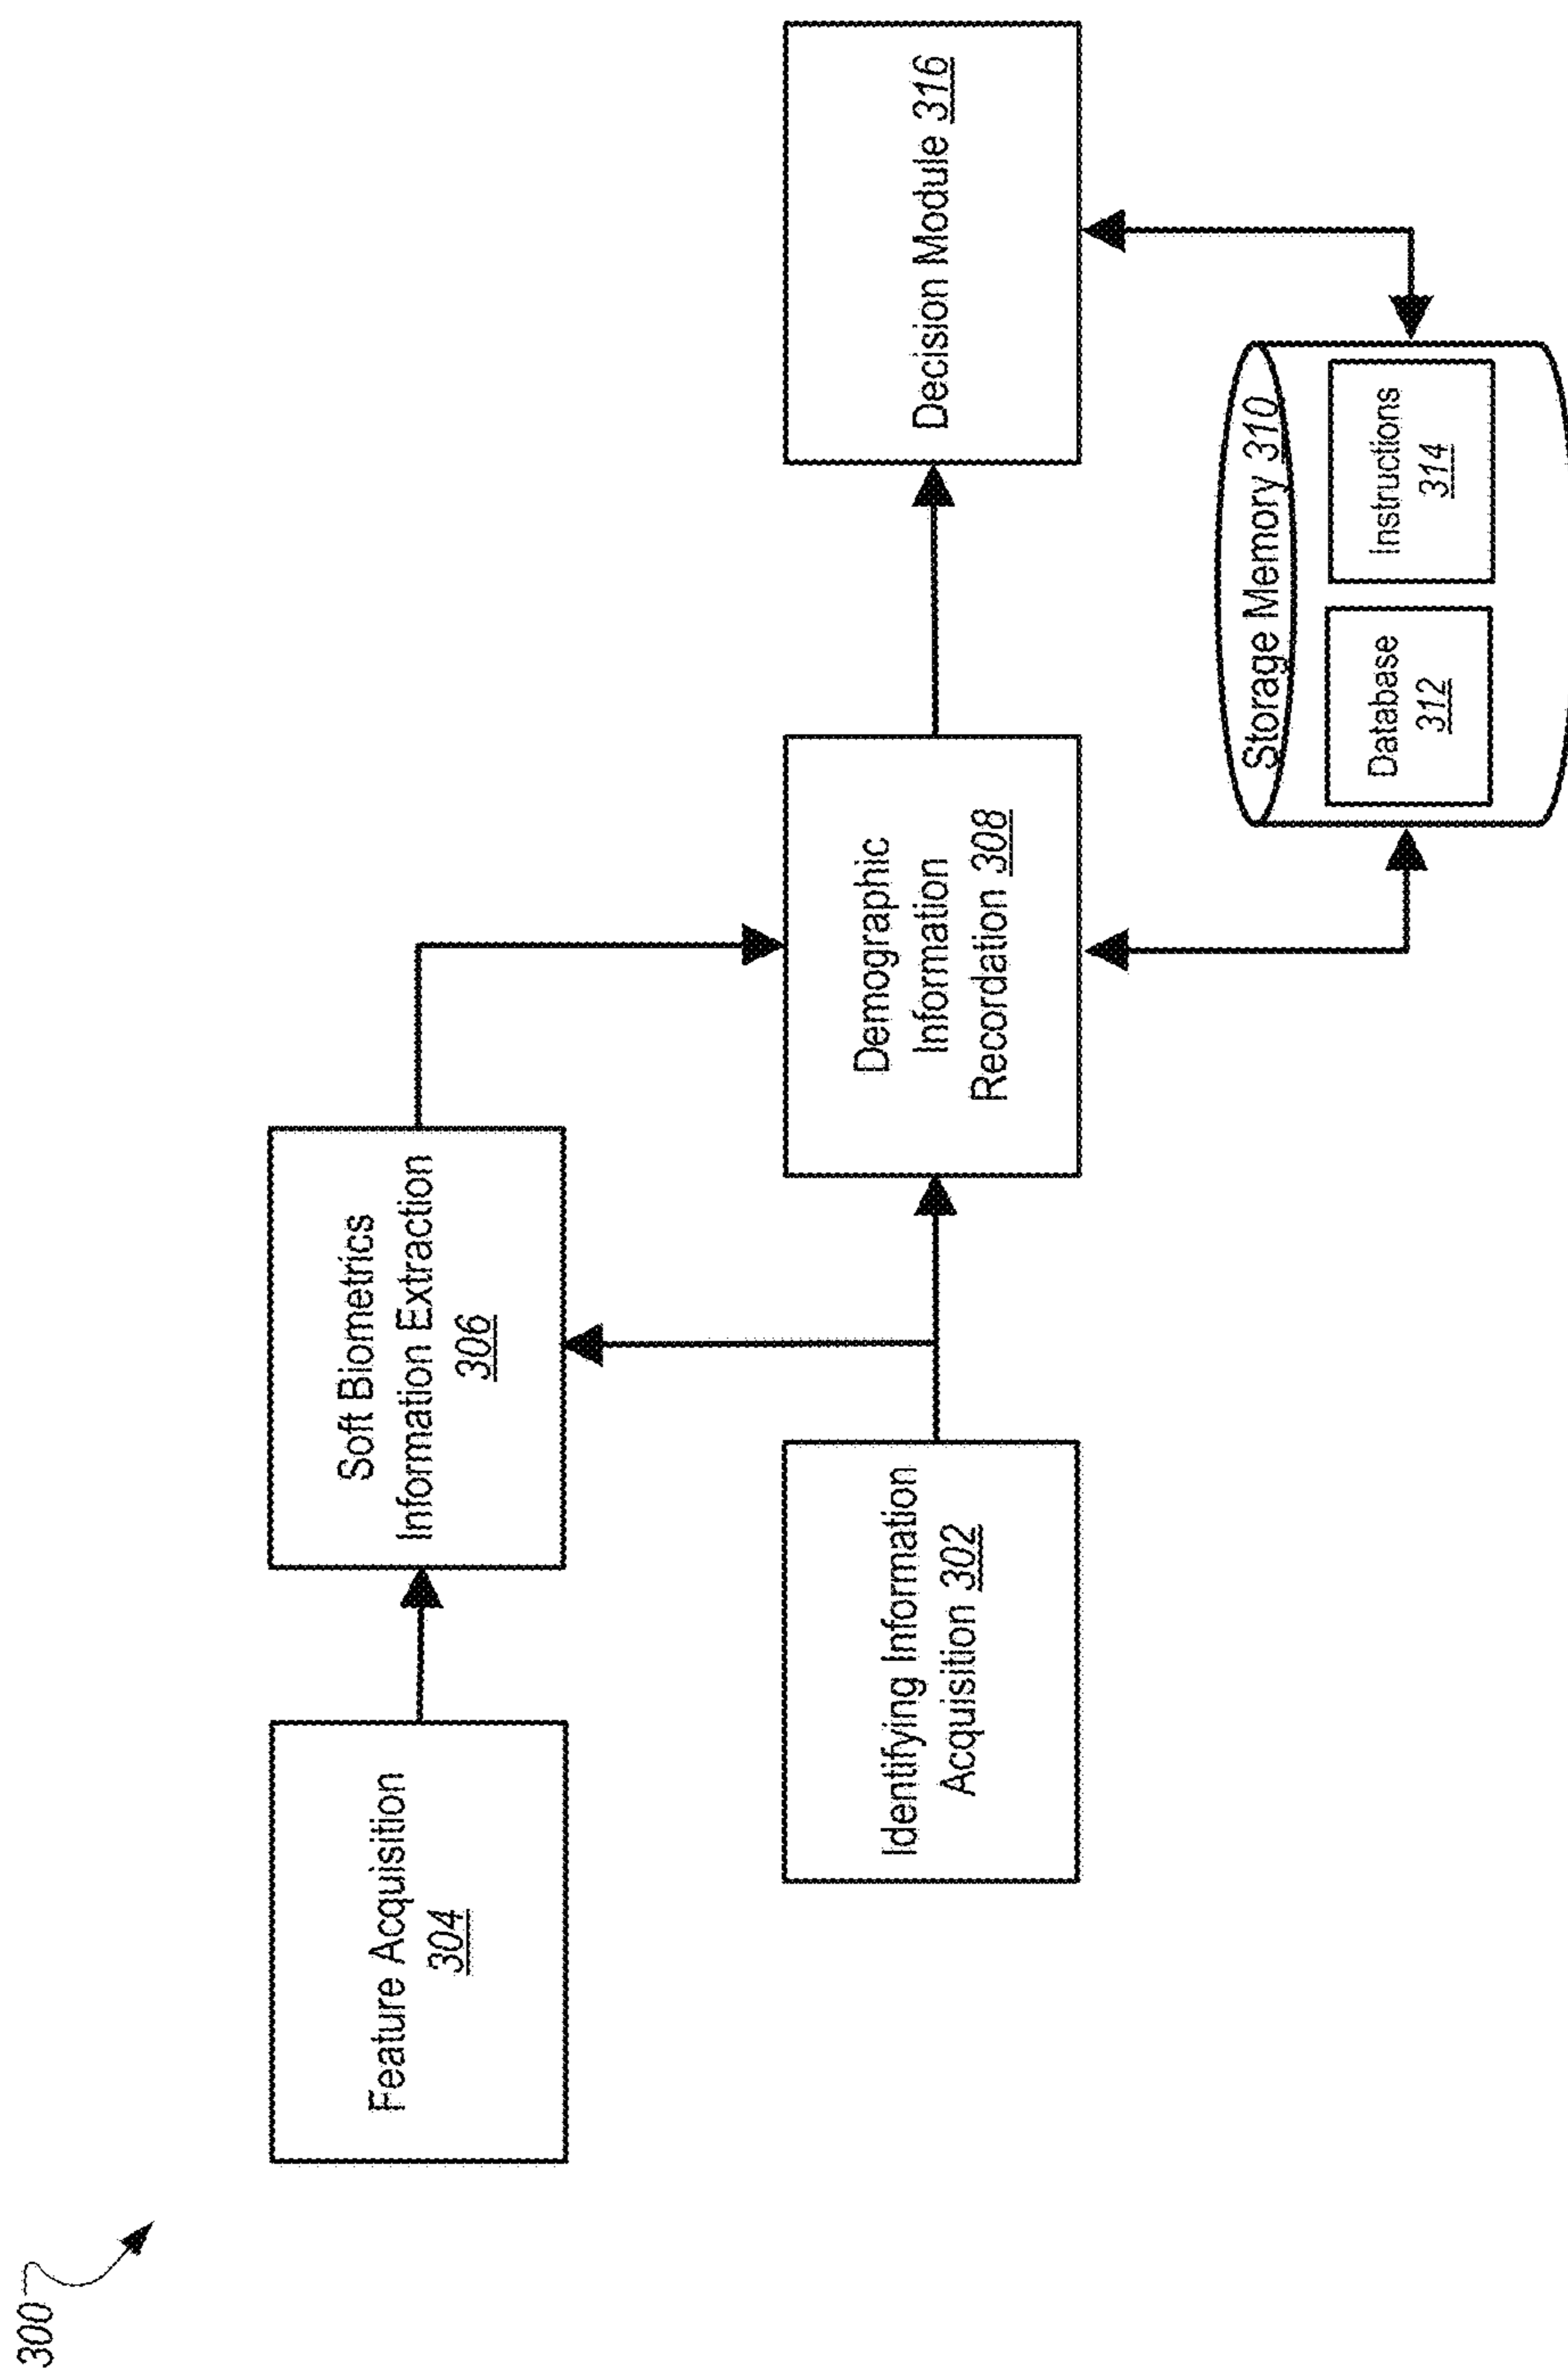 300
Feature Acquisition
304
Soft Biometrics
Information Extraction
306
Identifying Information
Acquisition 302
Demographic
Information
Recordation 308
Decision Module 316
Storage Memory 310
Database
312
Instructions
314